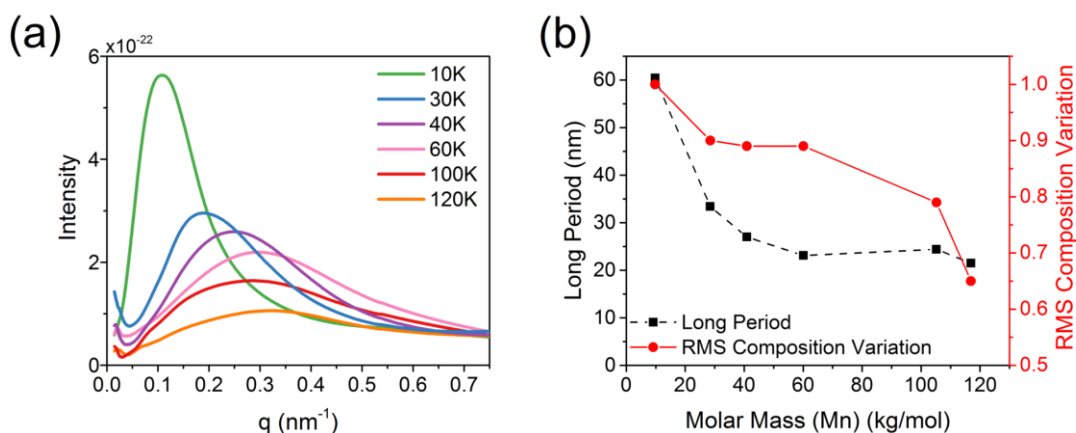 (a)
×10⁻²²
6
4
2
0
Intensity
10K
30K
40K
60K
100K
120K
0.0 0.1 0.2 0.3 0.4 0.5 0.6 0.7
q (nm⁻¹)
(b)
60
50
40
30
20
10
0
Long Period (nm)
Long Period
RMS Composition Variation
1.0
0.9
0.8
0.7
0.6
0.5
RMS Composition Variation
0 20 40 60 80 100 120
Molar Mass (Mn) (kg/mol)